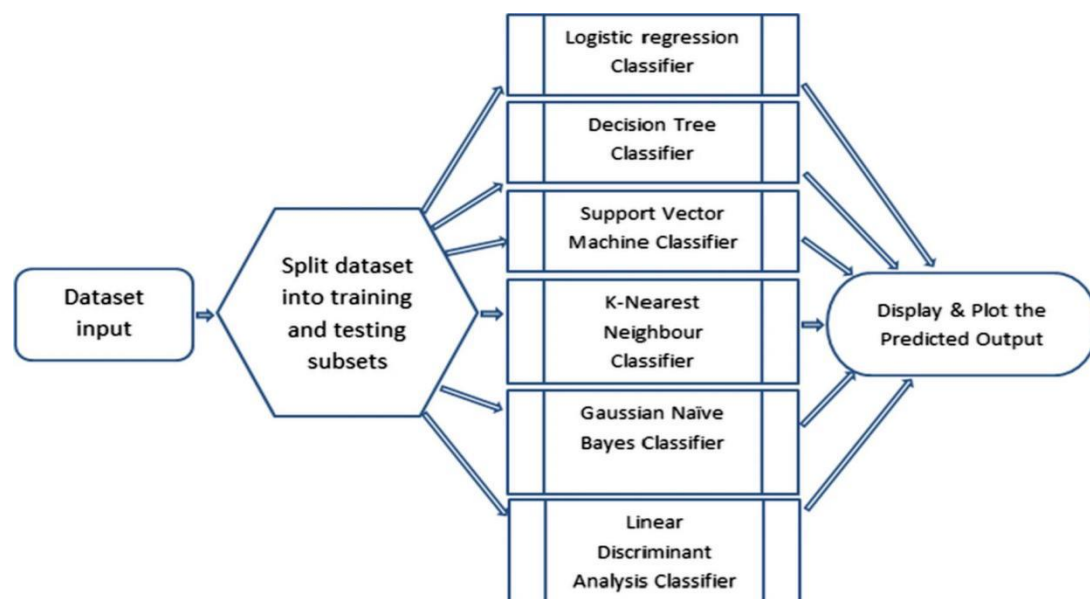 Dataset
input
Split dataset
into training
and testing
subsets
Logistic regression
Classifier
Decision Tree
Classifier
Support Vector
Machine Classifier
K-Nearest
Neighbour
Classifier
Gaussian Naïve
Bayes Classifier
Linear
Discriminant
Analysis Classifier
Display & Plot the
Predicted Output